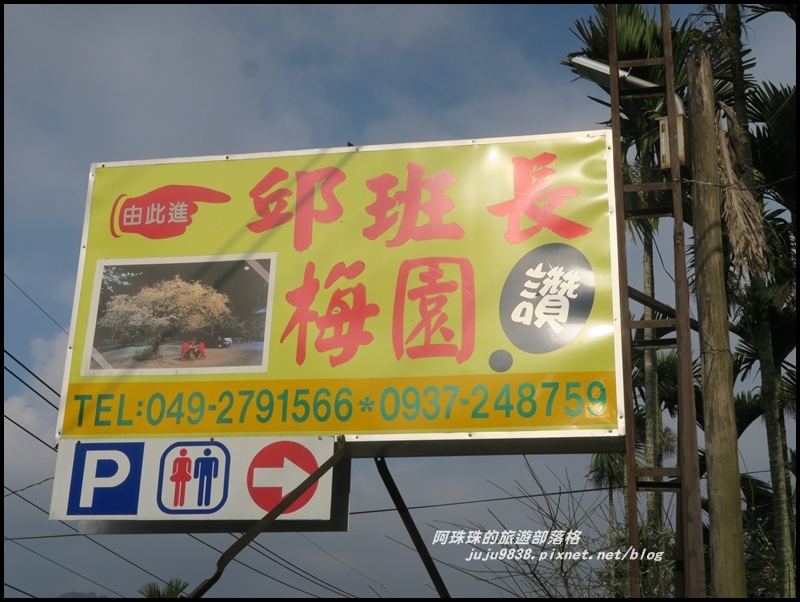 由此進
邱班長
梅園
讚
TEL:049-2791566*0937-248759
P
阿珠珠的旅遊部落格
juju9838.pixnet.net/blog